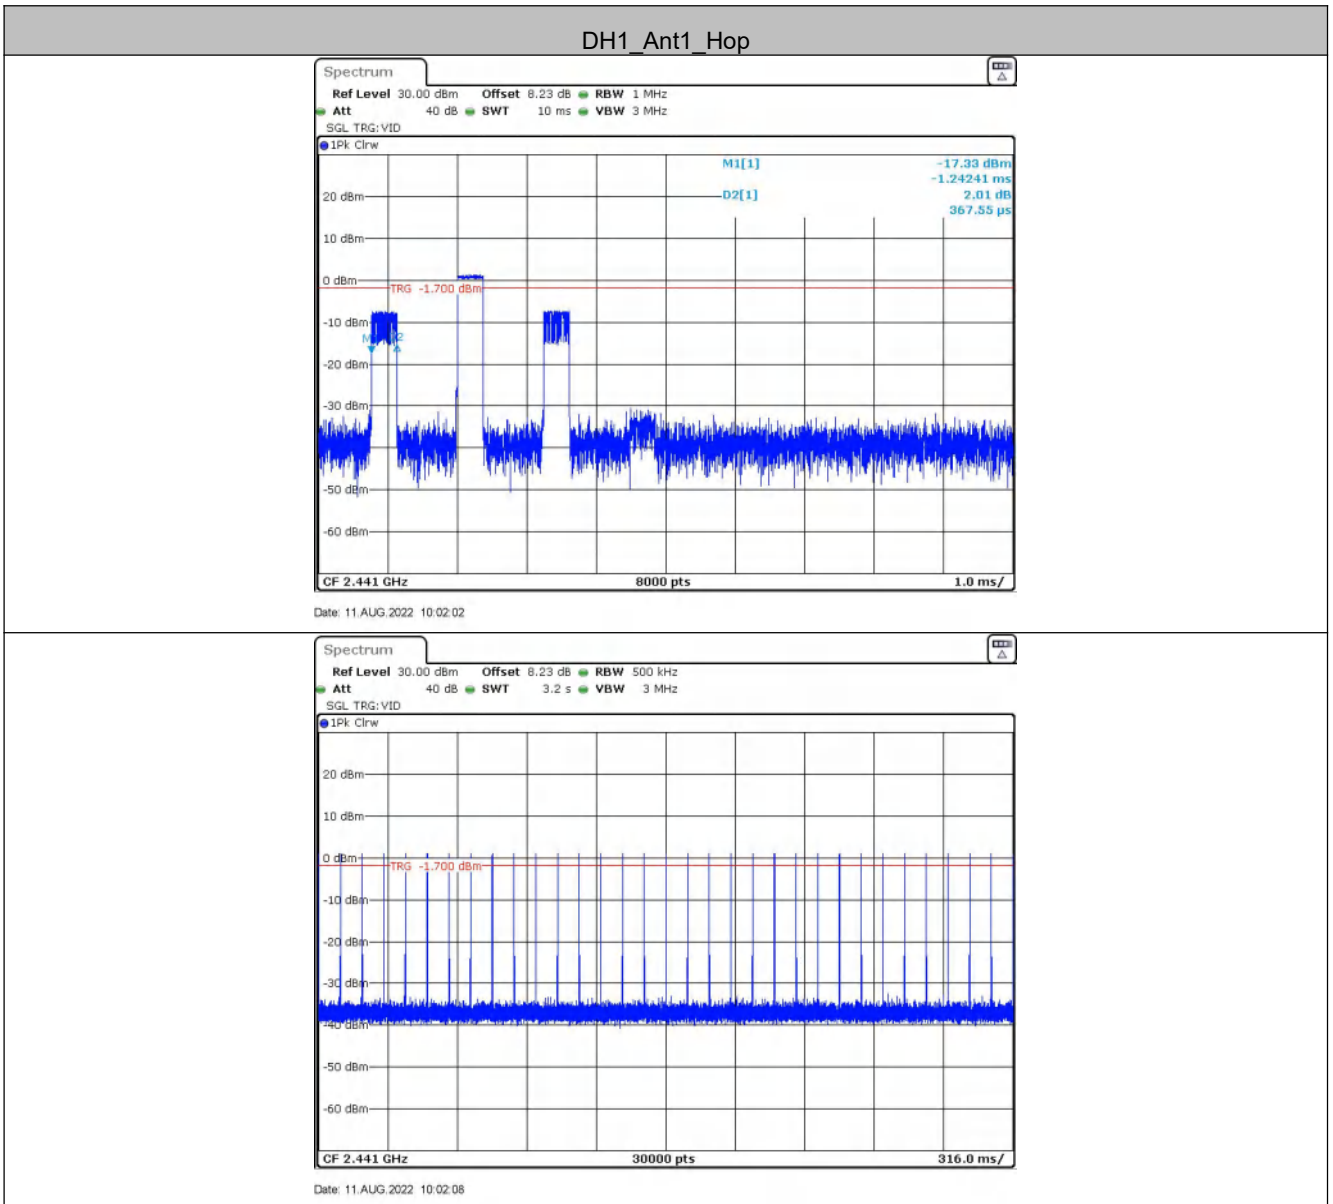 DH1_Ant1_Hop
Spectrum
Ref Level 30.00 dBm Offset 8.23 dB RBW 1 MHz
Att 40 dB SWT 10 ms VBW 3 MHz
SGL TRG:VID
1Pk Clrw
M1[1] -17.33 dBm
-1.24241 ms
D2[1] 2.01 dB
367.55 µs
20 dBm
10 dBm
0 dBm
TRG -1.700 dBm
-10 dBm
-20 dBm
-30 dBm
-50 dBm
-60 dBm
CF 2.441 GHz 8000 pts 1.0 ms/
Date: 11.AUG.2022 10:02:02
Spectrum
Ref Level 30.00 dBm Offset 8.23 dB RBW 500 kHz
Att 40 dB SWT 3.2 s VBW 3 MHz
SGL TRG:VID
1Pk Clrw
20 dBm
10 dBm
0 dBm
TRG -1.700 dBm
-10 dBm
-20 dBm
-30 dBm
-40 dBm
-50 dBm
-60 dBm
CF 2.441 GHz 30000 pts 316.0 ms/
Date: 11.AUG.2022 10:02:08